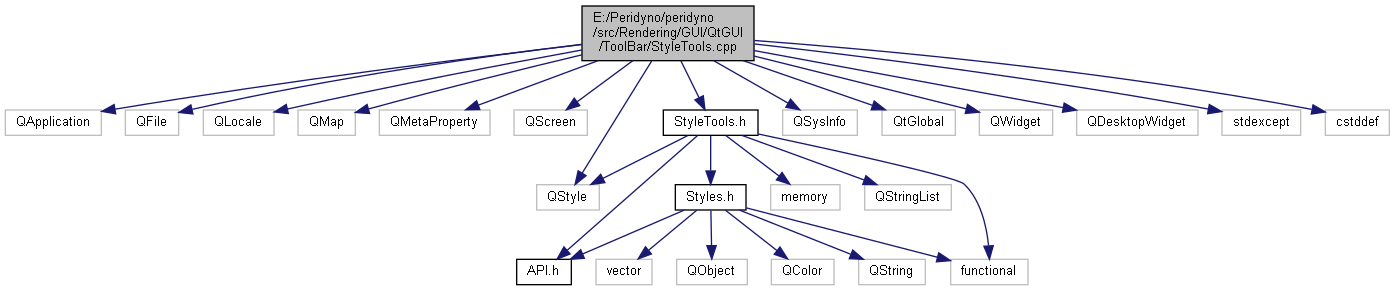 E:/Peridyno/peridyno
/src/Rendering/GUI/QtGUI
/ToolBar/StyleTools.cpp
QApplication
QFile
QLocale
QMap
QMetaProperty
QScreen
StyleTools.h
QSysInfo
QtGlobal
QWidget
QDesktopWidget
stdexcept
cstddef
QStyle
Styles.h
memory
QStringList
API.h
vector
QObject
QColor
QString
functional